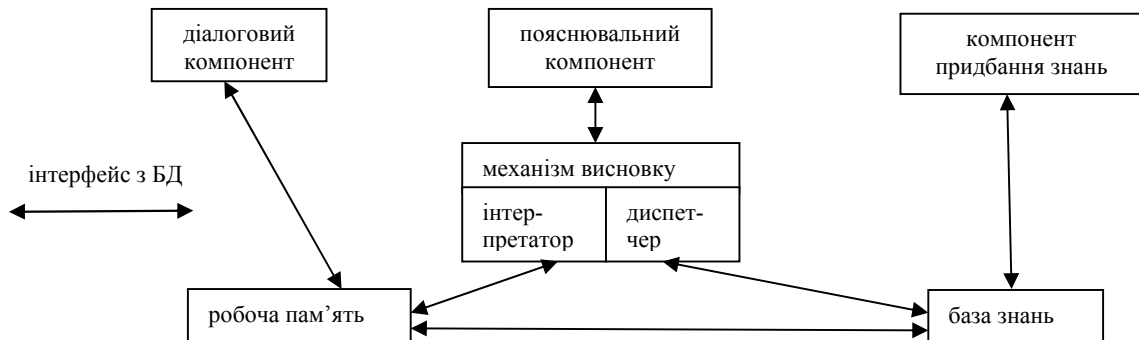 діалоговий
компонент
пояснювальний
компонент
компонент
придбання знань
інтерфейс з БД
механізм висновку
інтер-
претатор
диспет-
чер
робоча пам’ять
база знань